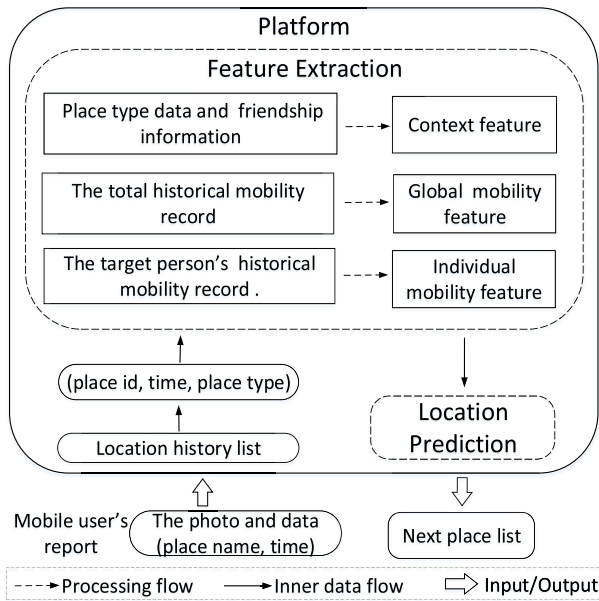 Platform
Feature Extraction
Place type data and friendship
information
Context feature
The total historical mobility
record
Global mobility
feature
The target person's historical
mobility record .
Individual
mobility feature
(place id, time, place type)
Location history list
Location
Prediction
Mobile user's
report
The photo and data
(place name, time)
Next place list
Processing flow
Inner data flow
Input/Output